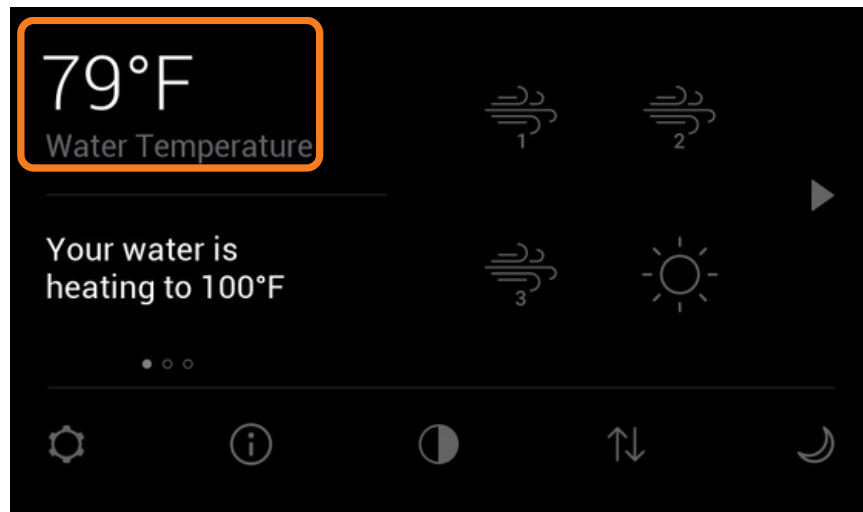 79°F
Water Temperature
1
2
Your water is
heating to 100°F
3